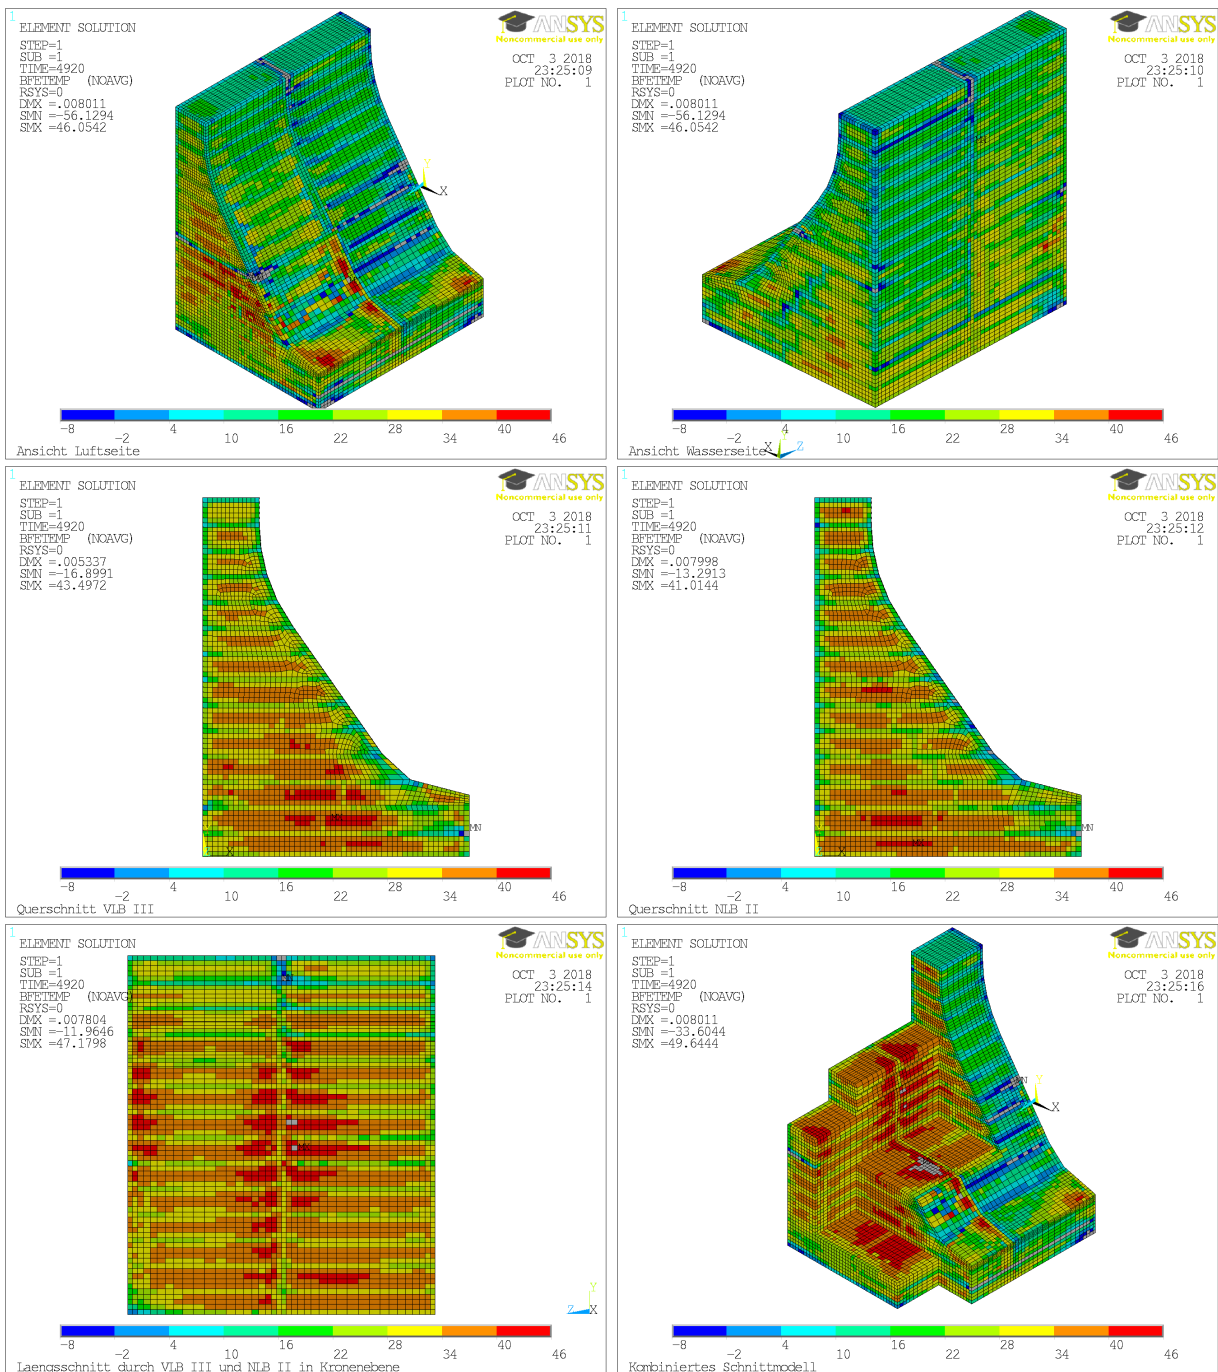 1
ELEMENT SOLUTION
STEP=1
SUB =1
TIME=4920
BFETEMP (NOAVG)
RSYS=0
DMX =.008011
SMN =-56.1294
SMX =46.0542
ANSYS
Noncommercial use only
OCT 3 2018
23:25:09
PLOT NO. 1
Y
X
-8 -2 4 10 16 22 28 34 40 46
Ansicht Luftseite
1
ELEMENT SOLUTION
STEP=1
SUB =1
TIME=4920
BFETEMP (NOAVG)
RSYS=0
DMX =.008011
SMN =-56.1294
SMX =46.0542
ANSYS
Noncommercial use only
OCT 3 2018
23:25:10
PLOT NO. 1
-8 -2 4 10 16 22 28 34 40 46
Ansicht Wasserseite
X Y Z
1
ELEMENT SOLUTION
STEP=1
SUB =1
TIME=4920
BFETEMP (NOAVG)
RSYS=0
DMX =.005337
SMN =-16.8991
SMX =43.4972
ANSYS
Noncommercial use only
OCT 3 2018
23:25:11
PLOT NO. 1
MX
MN
X
-8 -2 4 10 16 22 28 34 40 46
Querschnitt VLB III
1
ELEMENT SOLUTION
STEP=1
SUB =1
TIME=4920
BFETEMP (NOAVG)
RSYS=0
DMX =.007998
SMN =-13.2913
SMX =41.0144
ANSYS
Noncommercial use only
OCT 3 2018
23:25:12
PLOT NO. 1
MN
MX
X
-8 -2 4 10 16 22 28 34 40 46
Querschnitt NLB II
1
ELEMENT SOLUTION
STEP=1
SUB =1
TIME=4920
BFETEMP (NOAVG)
RSYS=0
DMX =.007804
SMN =-11.9646
SMX =47.1798
ANSYS
Noncommercial use only
OCT 3 2018
23:25:14
PLOT NO. 1
MX
Y
Z X
-8 -2 4 10 16 22 28 34 40 46
Laengsschnitt durch VLB III und NLB II in Kronenebene
1
ELEMENT SOLUTION
STEP=1
SUB =1
TIME=4920
BFETEMP (NOAVG)
RSYS=0
DMX =.008011
SMN =-33.6044
SMX =49.6444
ANSYS
Noncommercial use only
OCT 3 2018
23:25:16
PLOT NO. 1
MN
Y
X
-8 -2 4 10 16 22 28 34 40 46
Kombiniertes Schnittmodell